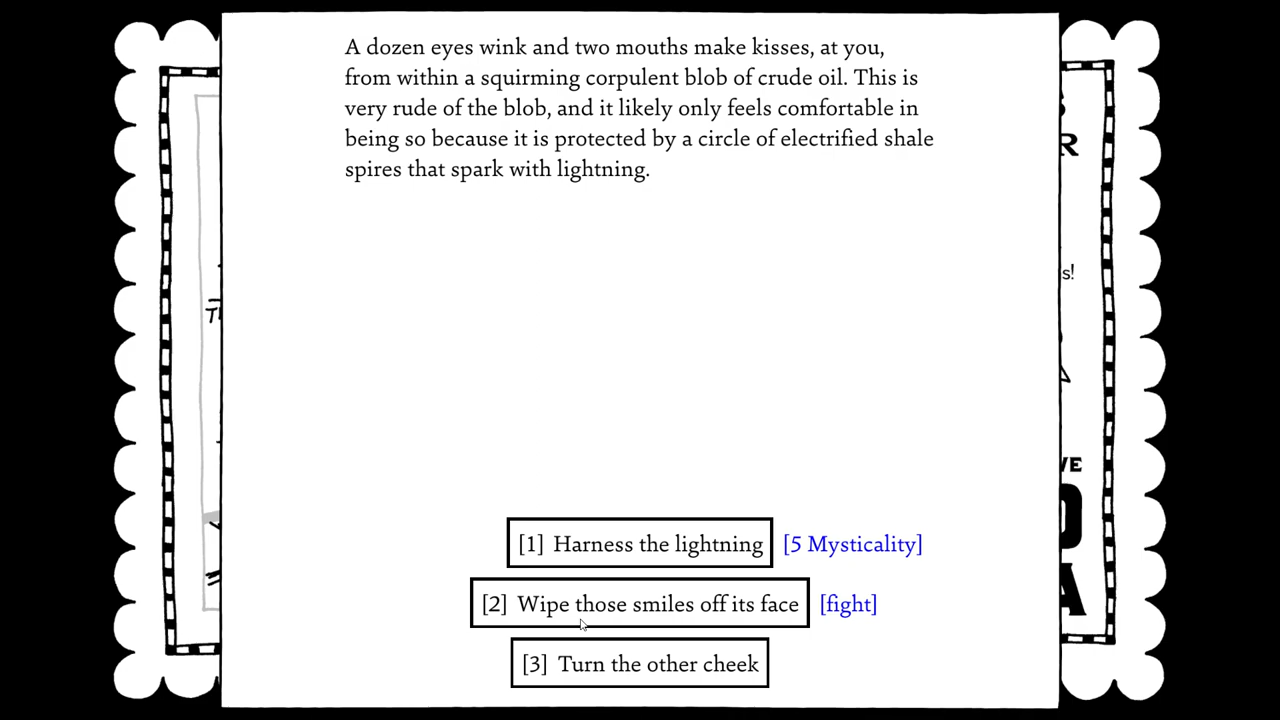 A dozen eyes wink and two mouths make kisses, at you,
from within a squirming corpulent blob of crude oil. This is
very rude of the blob, and it likely only feels comfortable in
being so because it is protected by a circle of electrified shale
spires that spark with lightning.
R
s!
VE
A
[1] Harness the lightning [5 Mysticality]
[2] Wipe those smiles off its face [fight]
[3] Turn the other cheek